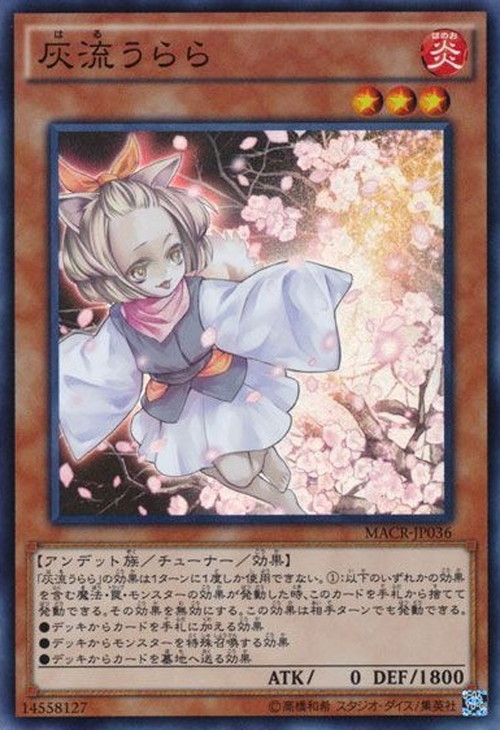 灰流うらら
炎
MACR-JP036
【アンデット族／チューナー／効果】
「灰流うらら」の効果は1ターンに1度しか使用できない。①：以下のいずれかの効果
を含む魔法・罠・モンスターの効果が発動した時、このカードを手札から捨てて
発動できる。その効果を無効にする。この効果は相手ターンでも発動できる。
●デッキからカードを手札に加える効果
●デッキからモンスターを特殊召喚する効果
●デッキからカードを墓地へ送る効果
ATK/ 0 DEF/1800
14558127 ©高橋和希 スタジオ・ダイス/集英社